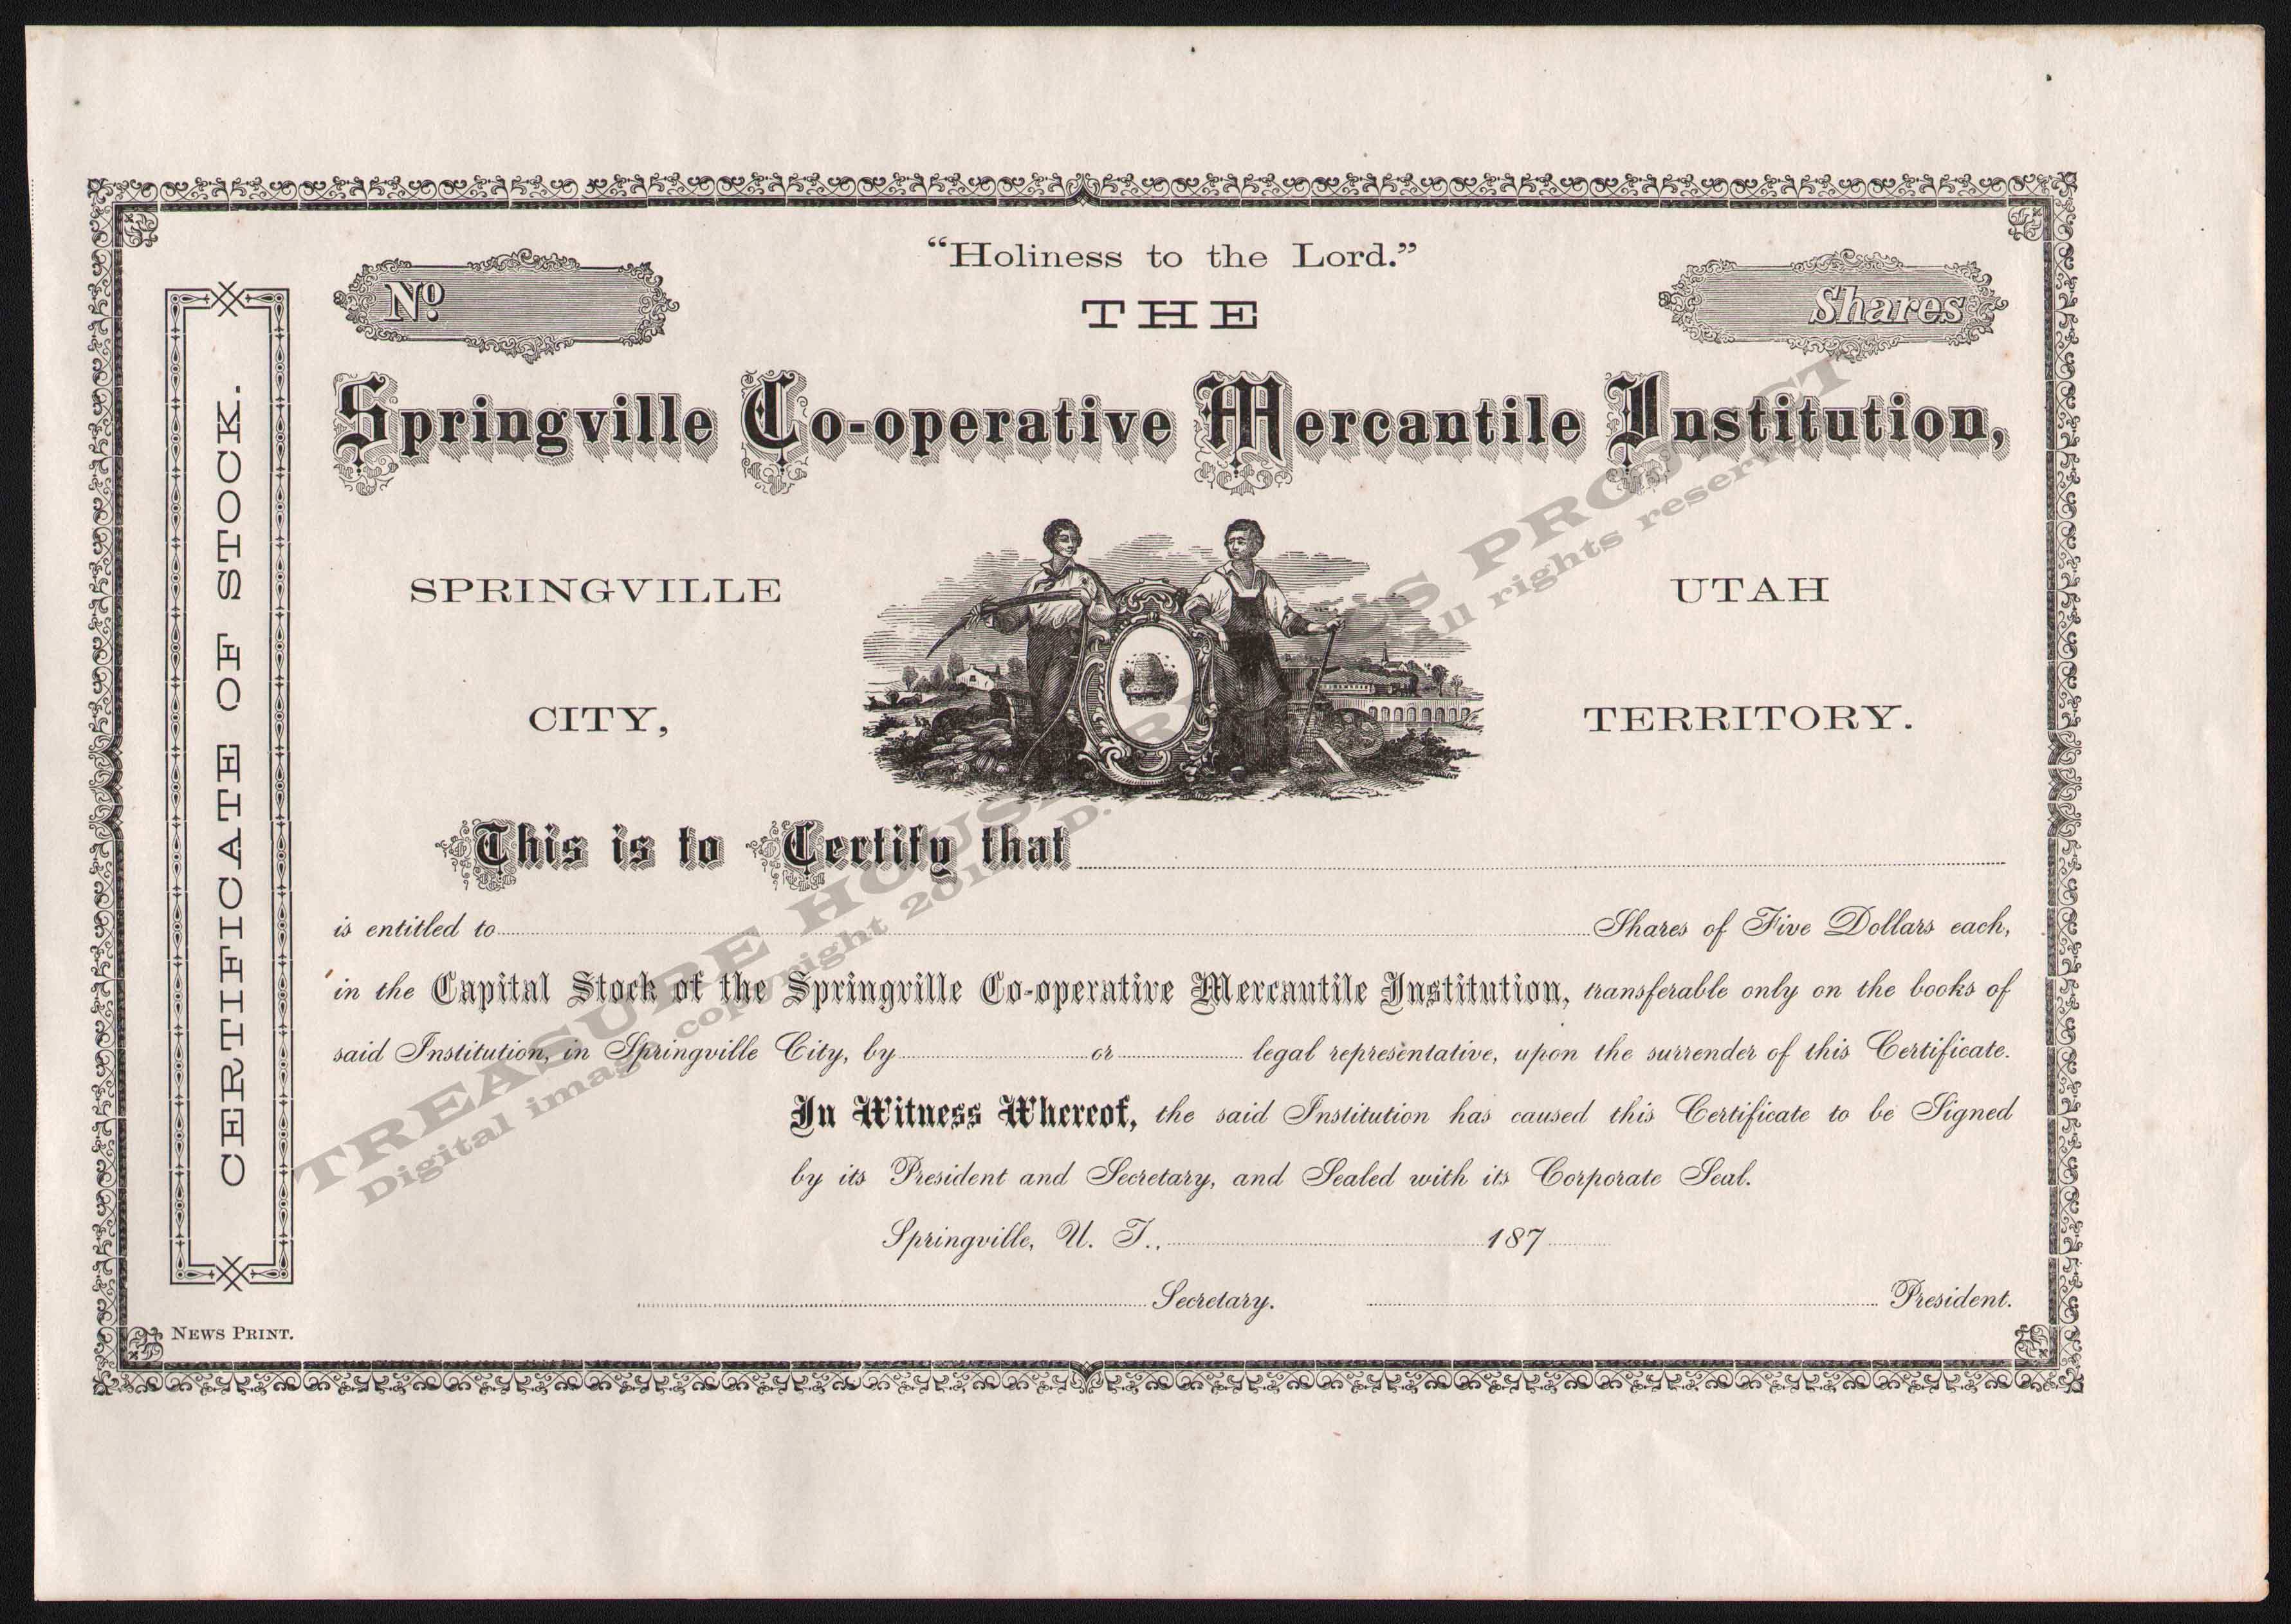 "Holiness to the Lord."
No.
THE
Shares
Springville Co-operative Mercantile Institution,
SPRINGVILLE
UTAH
CITY,
TERRITORY.
CERTIFICATE OF STOCK.
This is to Certify that
is entitled to Shares of Five Dollars each,
in the Capital Stock of the Springville Co-operative Mercantile Institution, transferable only on the books of
said Institution, in Springville City, by or legal representative, upon the surrender of this Certificate.
In Witness Whereof, the said Institution has caused this Certificate to be Signed
by its President and Secretary, and Sealed with its Corporate Seal.
Springville, U. T., 187
Secretary. President.
NEWS PRINT.
TREASURE HOUSE PROJECT
Digital image copyright All rights reserved